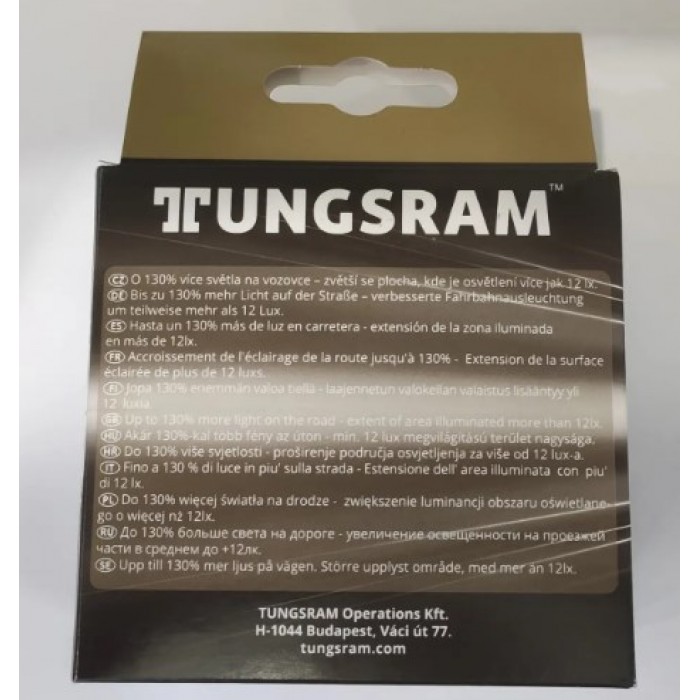 TUNGSRAM™
CZ O 130% více světla na vozovce – zvětší se plocha, kde je osvětlení více jak 12 lx.
DE Bis zu 130% mehr Licht auf der Straße – verbesserte Fahrbahnausleuchtung
um teilweise mehr als 12 Lux.
ES Hasta un 130% más de luz en carretera - extensión de la zona iluminada
en más de 12lx.
FR Accroissement de l'éclairage de la route jusqu'à 130% - Extension de la surface
éclairée de plus de 12 luxs.
FI Jopa 130% enemmän valoa tiellä - laajennetun valokeilan valaistus lisääntyy yli
12 luxia.
GB Up to 130% more light on the road - extent of area illuminated more than 12lx.
HU Akár 130%-kal több fény az úton - min. 12 lux megvilágítású terület nagysága.
HR Do 130% više svjetlosti - proširenje područja osvjetljenja za više od 12 lux-a.
IT Fino a 130 % di luce in piu' sulla strada - Estensione dell' area illuminata con piu'
di 12 lx.
PL Do 130% więcej światła na drodze - zwiększenie luminancji obszaru oświetlane-
go o więcej nż 12lx.
RU До 130% больше света на дороге - увеличение освещенности на проезжей
части в среднем до +12лк.
SE Upp till 130% mer ljus på vägen. Större upplyst område, med mer än 12lx.
TUNGSRAM Operations Kft.
H-1044 Budapest, Váci út 77.
tungsram.com